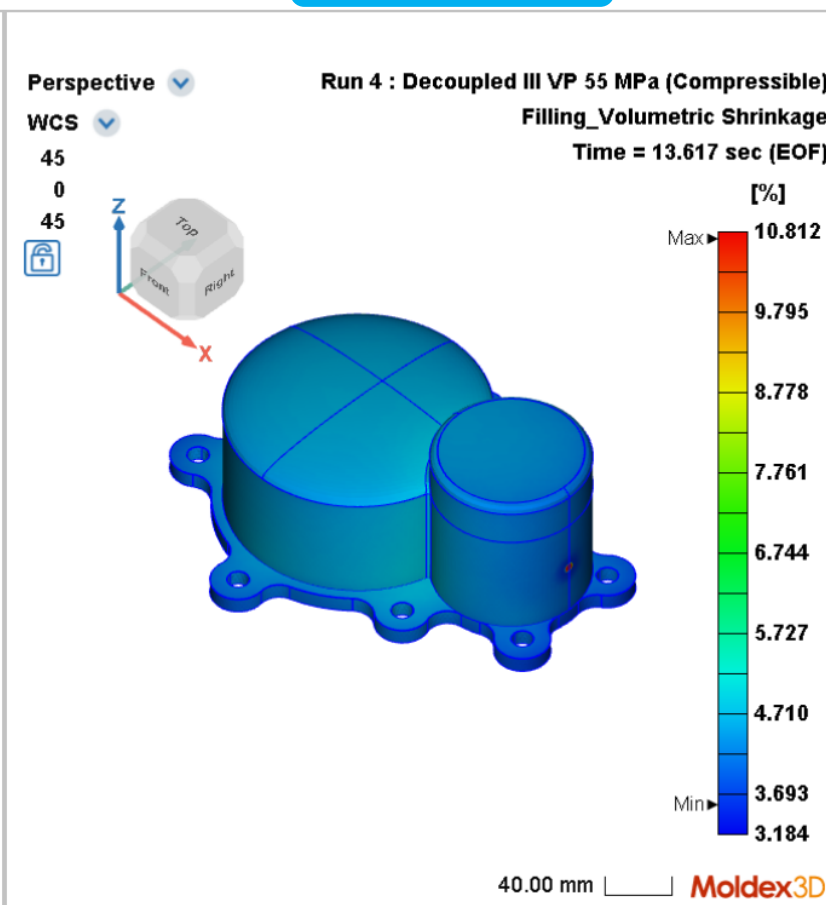 Perspective
Run 4 : Decoupled III VP 55 MPa (Compressible)
WCS
Filling_Volumetric Shrinkage
45
Time = 13.617 sec (EOF)
0
[%]
45
Z
Top
Front
Right
X
Max
10.812
9.795
8.778
7.761
6.744
5.727
4.710
3.693
Min
3.184
40.00 mm
Moldex3D